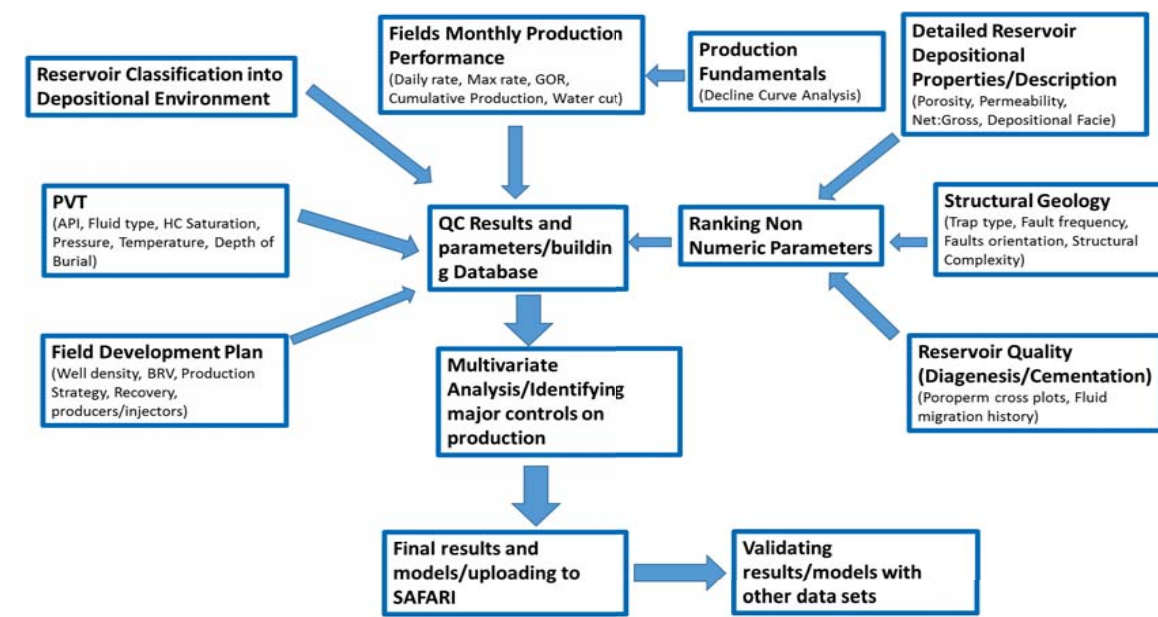 Fields Monthly Production
Performance
(Daily rate, Max rate, GOR,
Cumulative Production, Water cut)
Production
Fundamentals
(Decline Curve Analysis)
Detailed Reservoir
Depositional
Properties/Description
(Porosity, Permeability,
Net:Gross, Depositional Facie)
Reservoir Classification into
Depositional Environment
PVT
(API, Fluid type, HC Saturation,
Pressure, Temperature, Depth of
Burial)
QC Results and
parameters/buildin
g Database
Ranking Non
Numeric Parameters
Structural Geology
(Trap type, Fault frequency,
Faults orientation, Structural
Complexity)
Field Development Plan
(Well density, BRV, Production
Strategy, Recovery,
producers/injectors)
Multivariate
Analysis/Identifying
major controls on
production
Reservoir Quality
(Diagenesis/Cementation)
(Poroperm cross plots, Fluid
migration history)
Final results and
models/uploading to
SAFARI
Validating
results/models with
other data sets